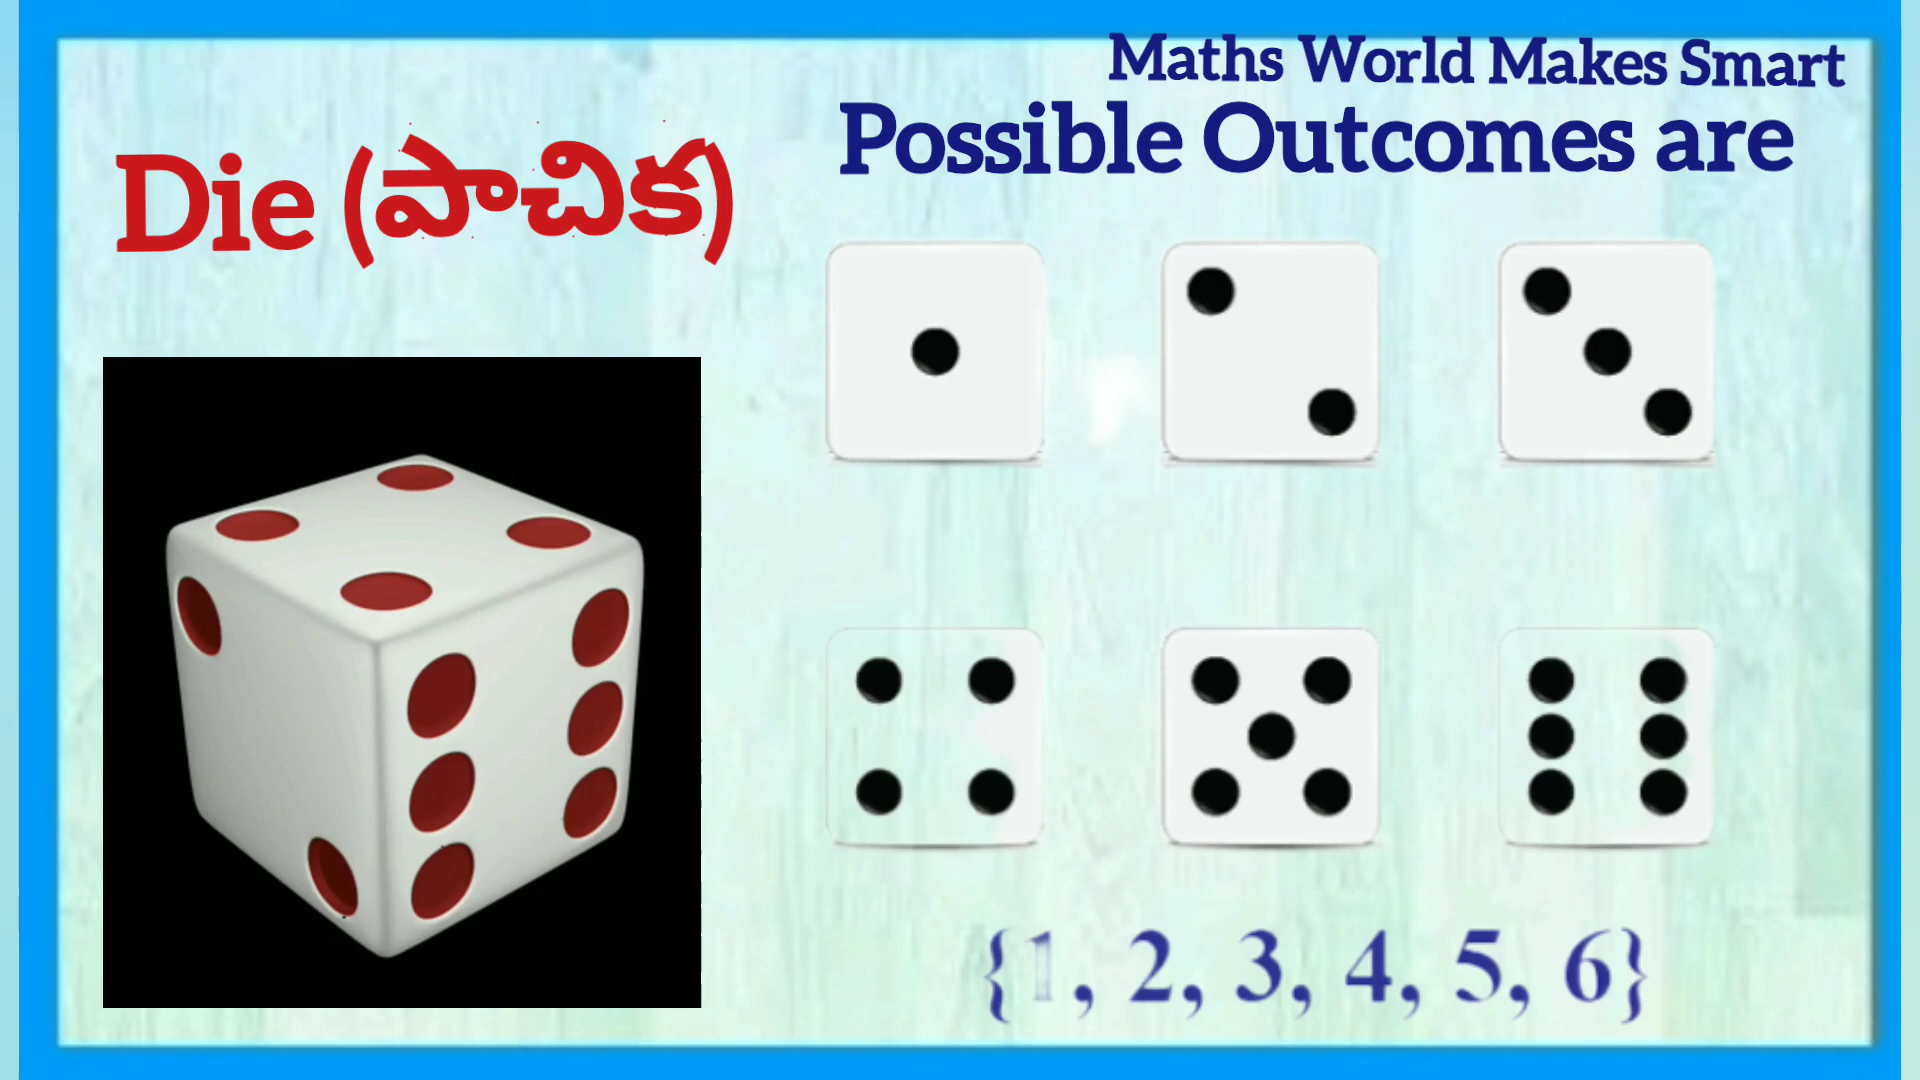 Maths World Makes Smart
Die (పాచిక)
Possible Outcomes are
{1, 2, 3, 4, 5, 6}